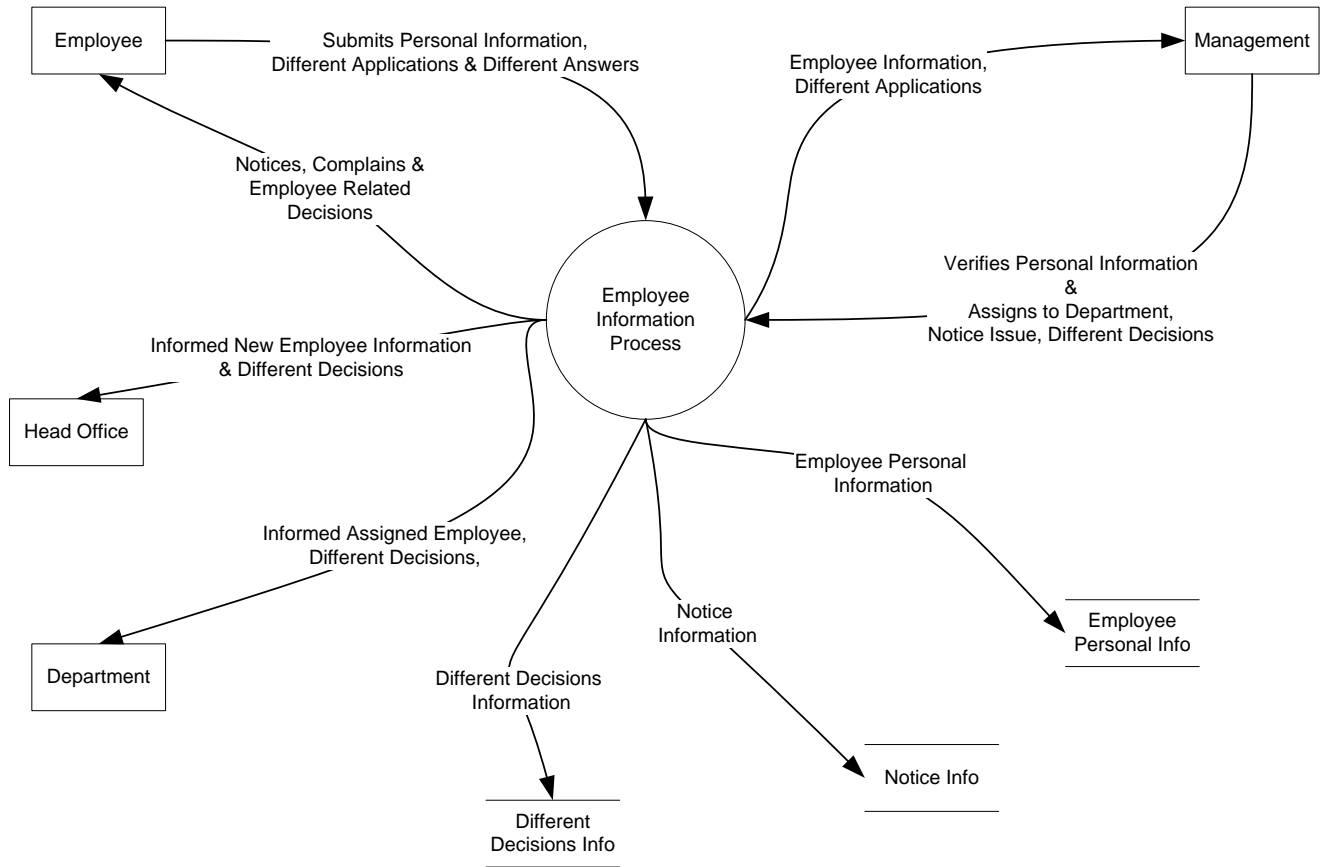 Employee
Submits Personal Information,
Different Applications & Different Answers
Employee Information,
Different Applications
Management
Notices, Complains &
Employee Related
Decisions
Verifies Personal Information
&
Assigns to Department,
Notice Issue, Different Decisions
Employee
Information
Process
Informed New Employee Information
& Different Decisions
Head Office
Employee Personal
Information
Informed Assigned Employee,
Different Decisions,
Notice
Information
Employee
Personal Info
Department
Different Decisions
Information
Notice Info
Different
Decisions Info